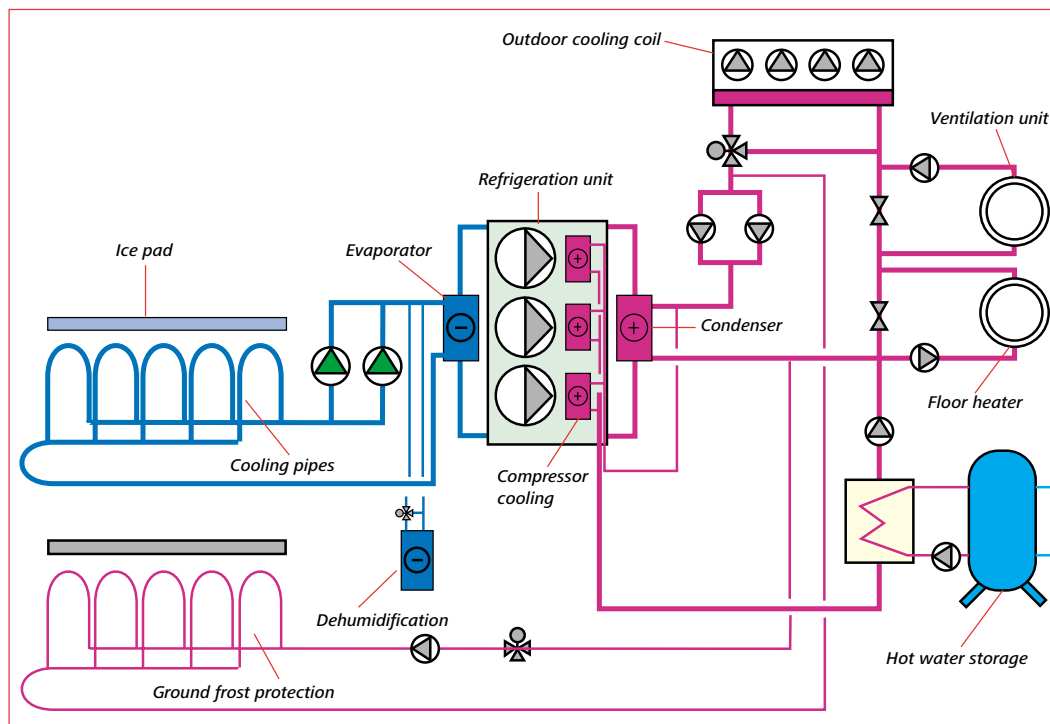 Outdoor cooling coil
Ventilation unit
Refrigeration unit
Ice pad
Evaporator
Condenser
Floor heater
Cooling pipes
Compressor
cooling
Dehumidification
Ground frost protection
Hot water storage